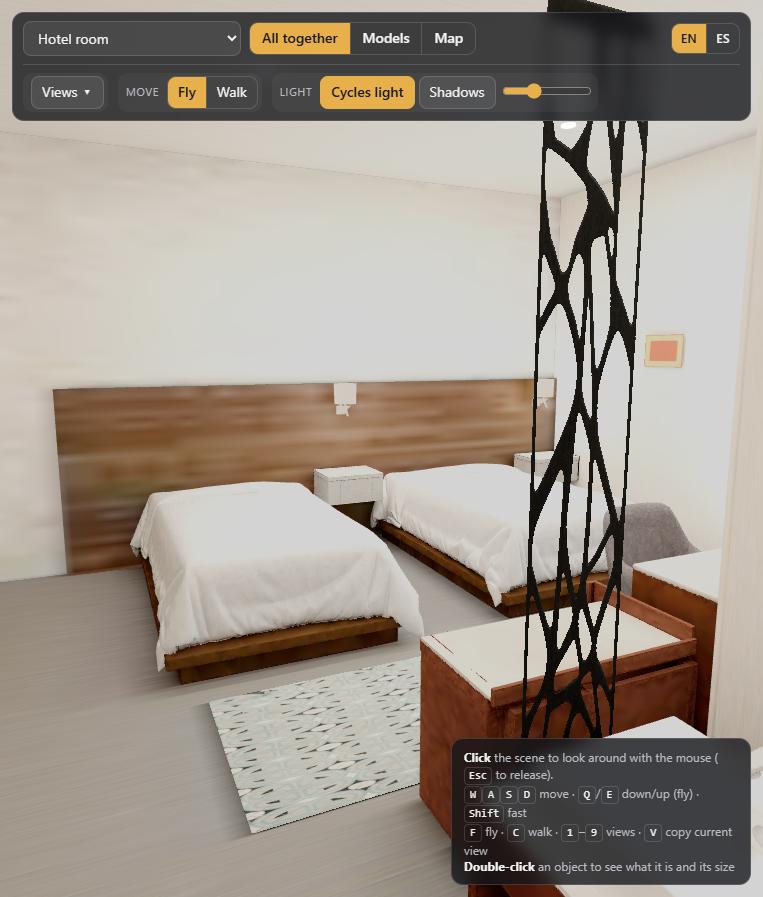 Hotel room
All together Models Map
EN ES
Views ▼
MOVE Fly Walk
LIGHT Cycles light Shadows
Click the scene to look around with the mouse (
Esc to release).
W A S D move · Q/E down/up (fly) ·
Shift fast
F fly · C walk · 1–9 views · V copy current
view
Double-click an object to see what it is and its size